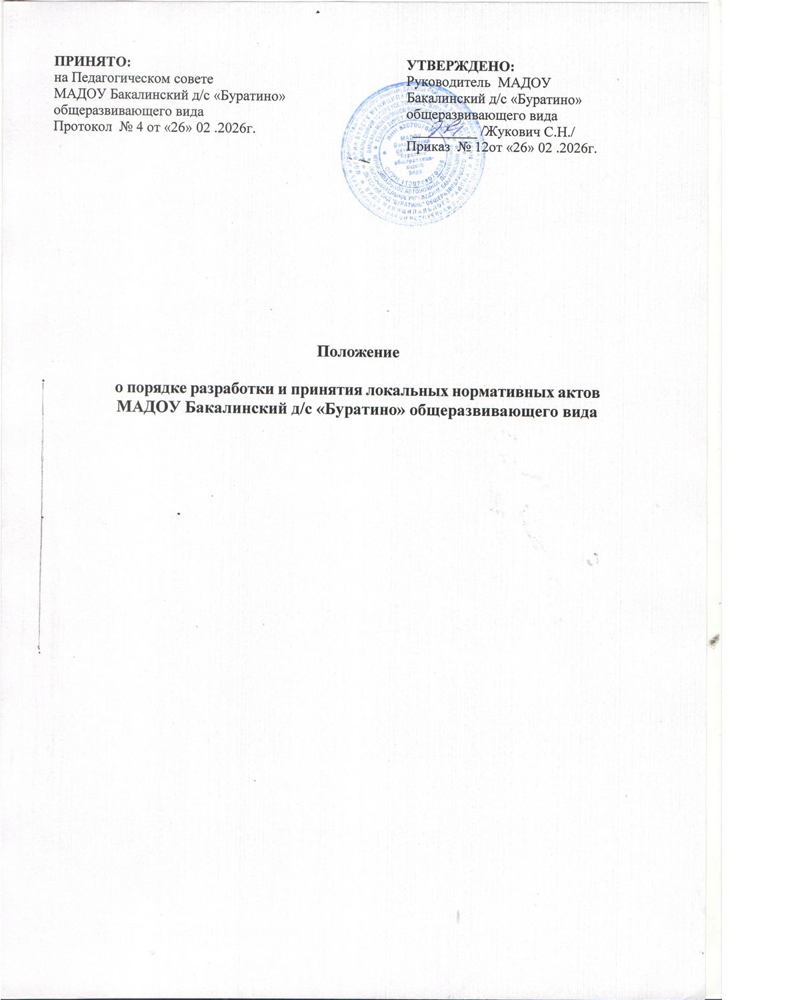 ПРИНЯТО:
на Педагогическом совете
МАДОУ Бакалинский д/с «Буратино»
общеразвивающего вида
Протокол № 4 от «26» 02 .2026г.
УТВЕРЖДЕНО:
Руководитель МАДОУ
Бакалинский д/с «Буратино»
общеразвивающего вида
/Жукович С.Н./
Приказ № 12от «26» 02 .2026г.
Положение
о порядке разработки и принятия локальных нормативных актов
МАДОУ Бакалинский д/с «Буратино» общеразвивающего вида